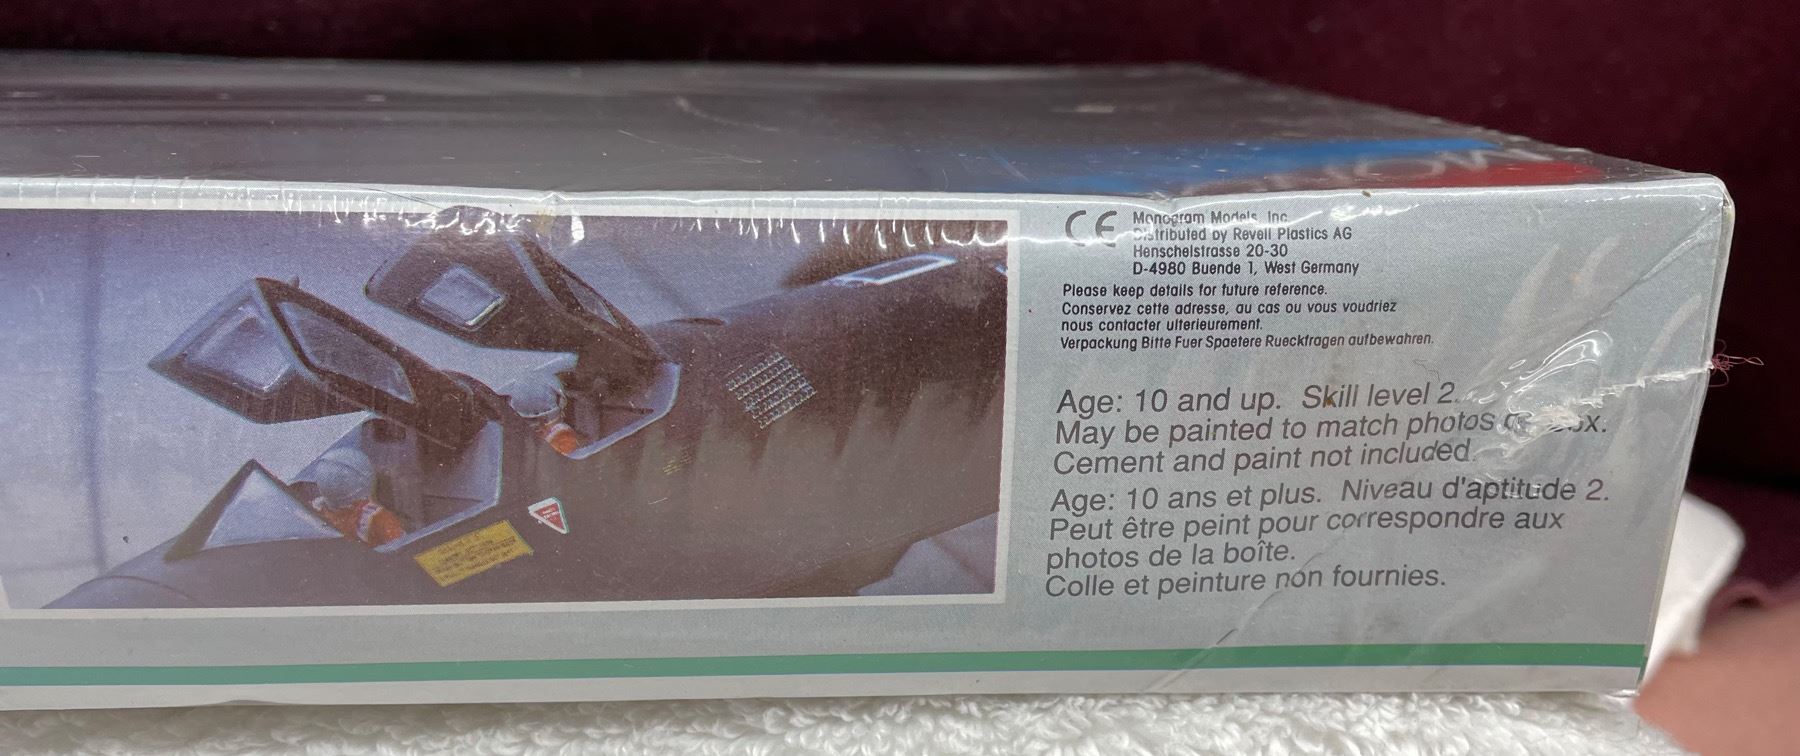 CE
Monogram Models, Inc.
Distributed by Revell Plastics AG
Henschelstrasse 20-30
D-4980 Buende 1, West Germany
Please keep details for future reference.
Conservez cette adresse, au cas ou vous voudriez
nous contacter ulterieurement.
Verpackung Bitte Fuer Spaetere Rueckfragen aufbewahren.
Age: 10 and up. Skill level 2.
May be painted to match photos
Cement and paint not included.
Age: 10 ans et plus. Niveau d'aptitude 2.
Peut être peint pour correspondre aux
photos de la boîte.
Colle et peinture non fournies.